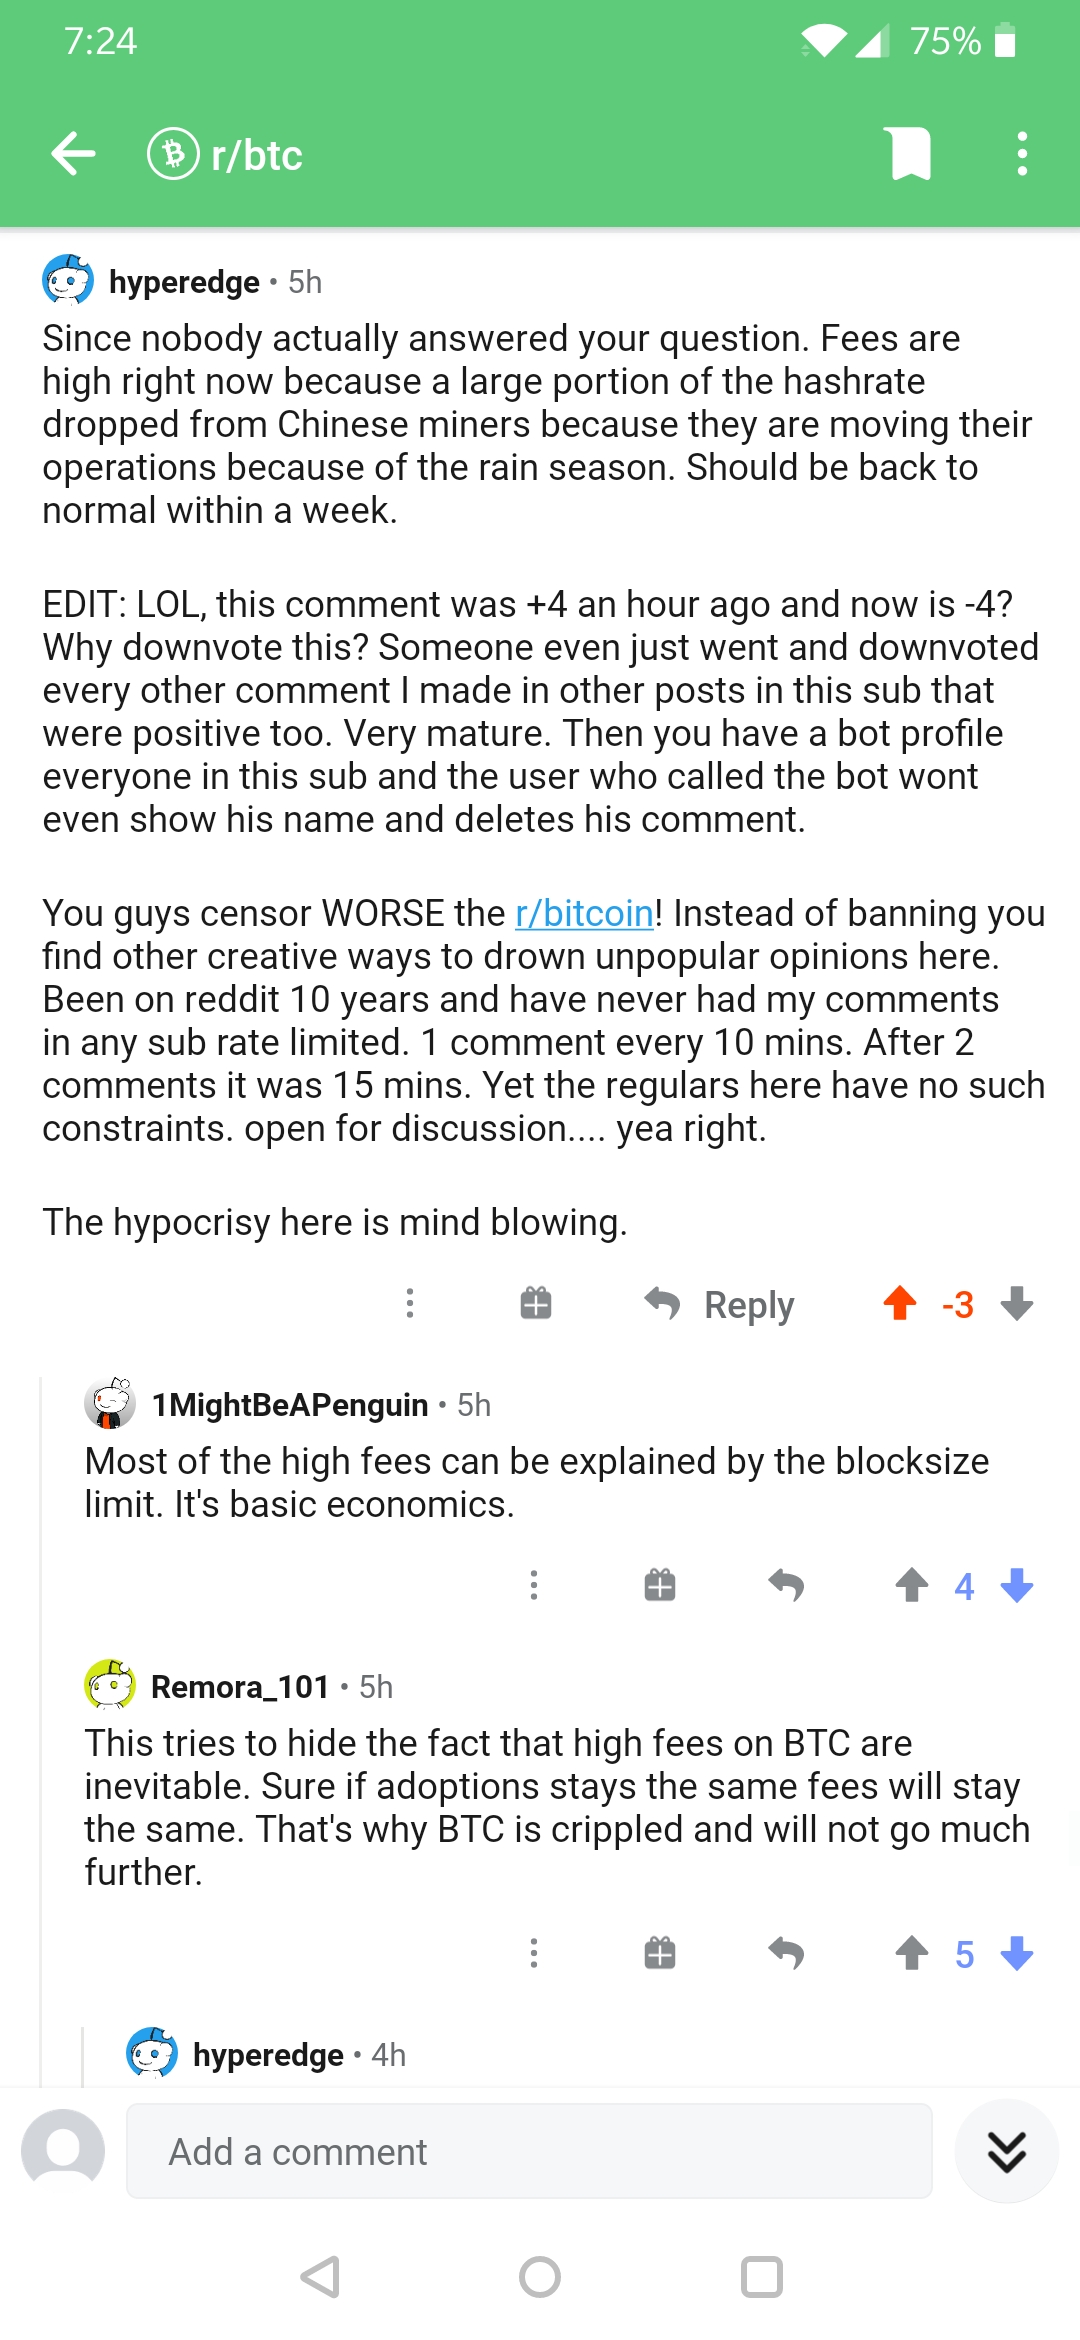 7:24
75%
r/btc
hyperedge • 5h
Since nobody actually answered your question. Fees are
high right now because a large portion of the hashrate
dropped from Chinese miners because they are moving their
operations because of the rain season. Should be back to
normal within a week.
EDIT: LOL, this comment was +4 an hour ago and now is -4?
Why downvote this? Someone even just went and downvoted
every other comment I made in other posts in this sub that
were positive too. Very mature. Then you have a bot profile
everyone in this sub and the user who called the bot wont
even show his name and deletes his comment.
You guys censor WORSE the r/bitcoin! Instead of banning you
find other creative ways to drown unpopular opinions here.
Been on reddit 10 years and have never had my comments
in any sub rate limited. 1 comment every 10 mins. After 2
comments it was 15 mins. Yet the regulars here have no such
constraints. open for discussion.... yea right.
The hypocrisy here is mind blowing.
Reply -3
1MightBeAPenguin • 5h
Most of the high fees can be explained by the blocksize
limit. It's basic economics.
4
Remora_101 • 5h
This tries to hide the fact that high fees on BTC are
inevitable. Sure if adoptions stays the same fees will stay
the same. That's why BTC is crippled and will not go much
further.
5
hyperedge • 4h
Add a comment